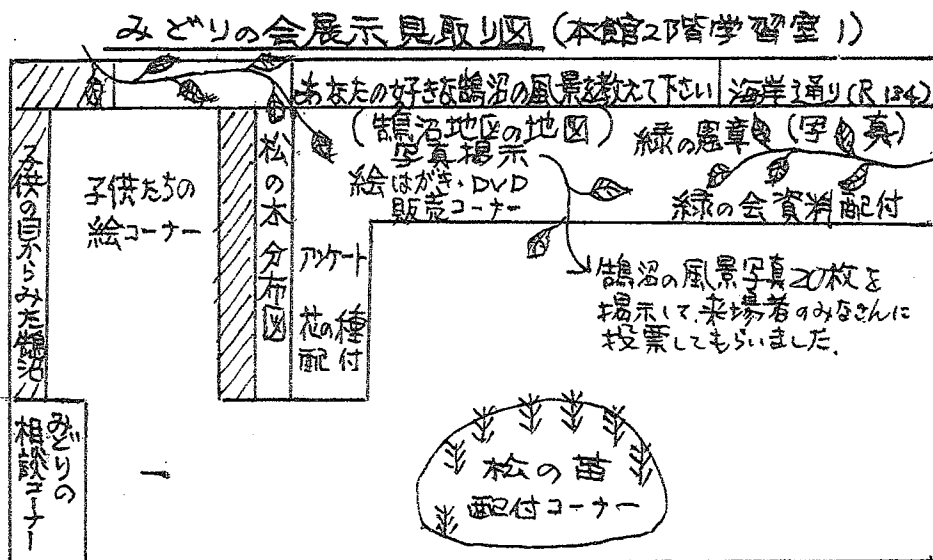 みどりの会展示見取り図(本館2階学習室1)
あなたの好きな鵠沼の風景を教えて下さい
海岸通り(R134)
(鵠沼地区の地図)
写真掲示
絵はがき・DVD
販売コーナー
緑の憲章(写真)
緑の会資料配付
子供の目からみた鵠沼
子供たちの
絵コーナー
松の木分布図
アンケート
花の種
配付
鵠沼の風景写真20枚を
掲示して、来場者のみなさんに
投票してもらいました。
みどりの
相談コーナー
松の苗
配付コーナー